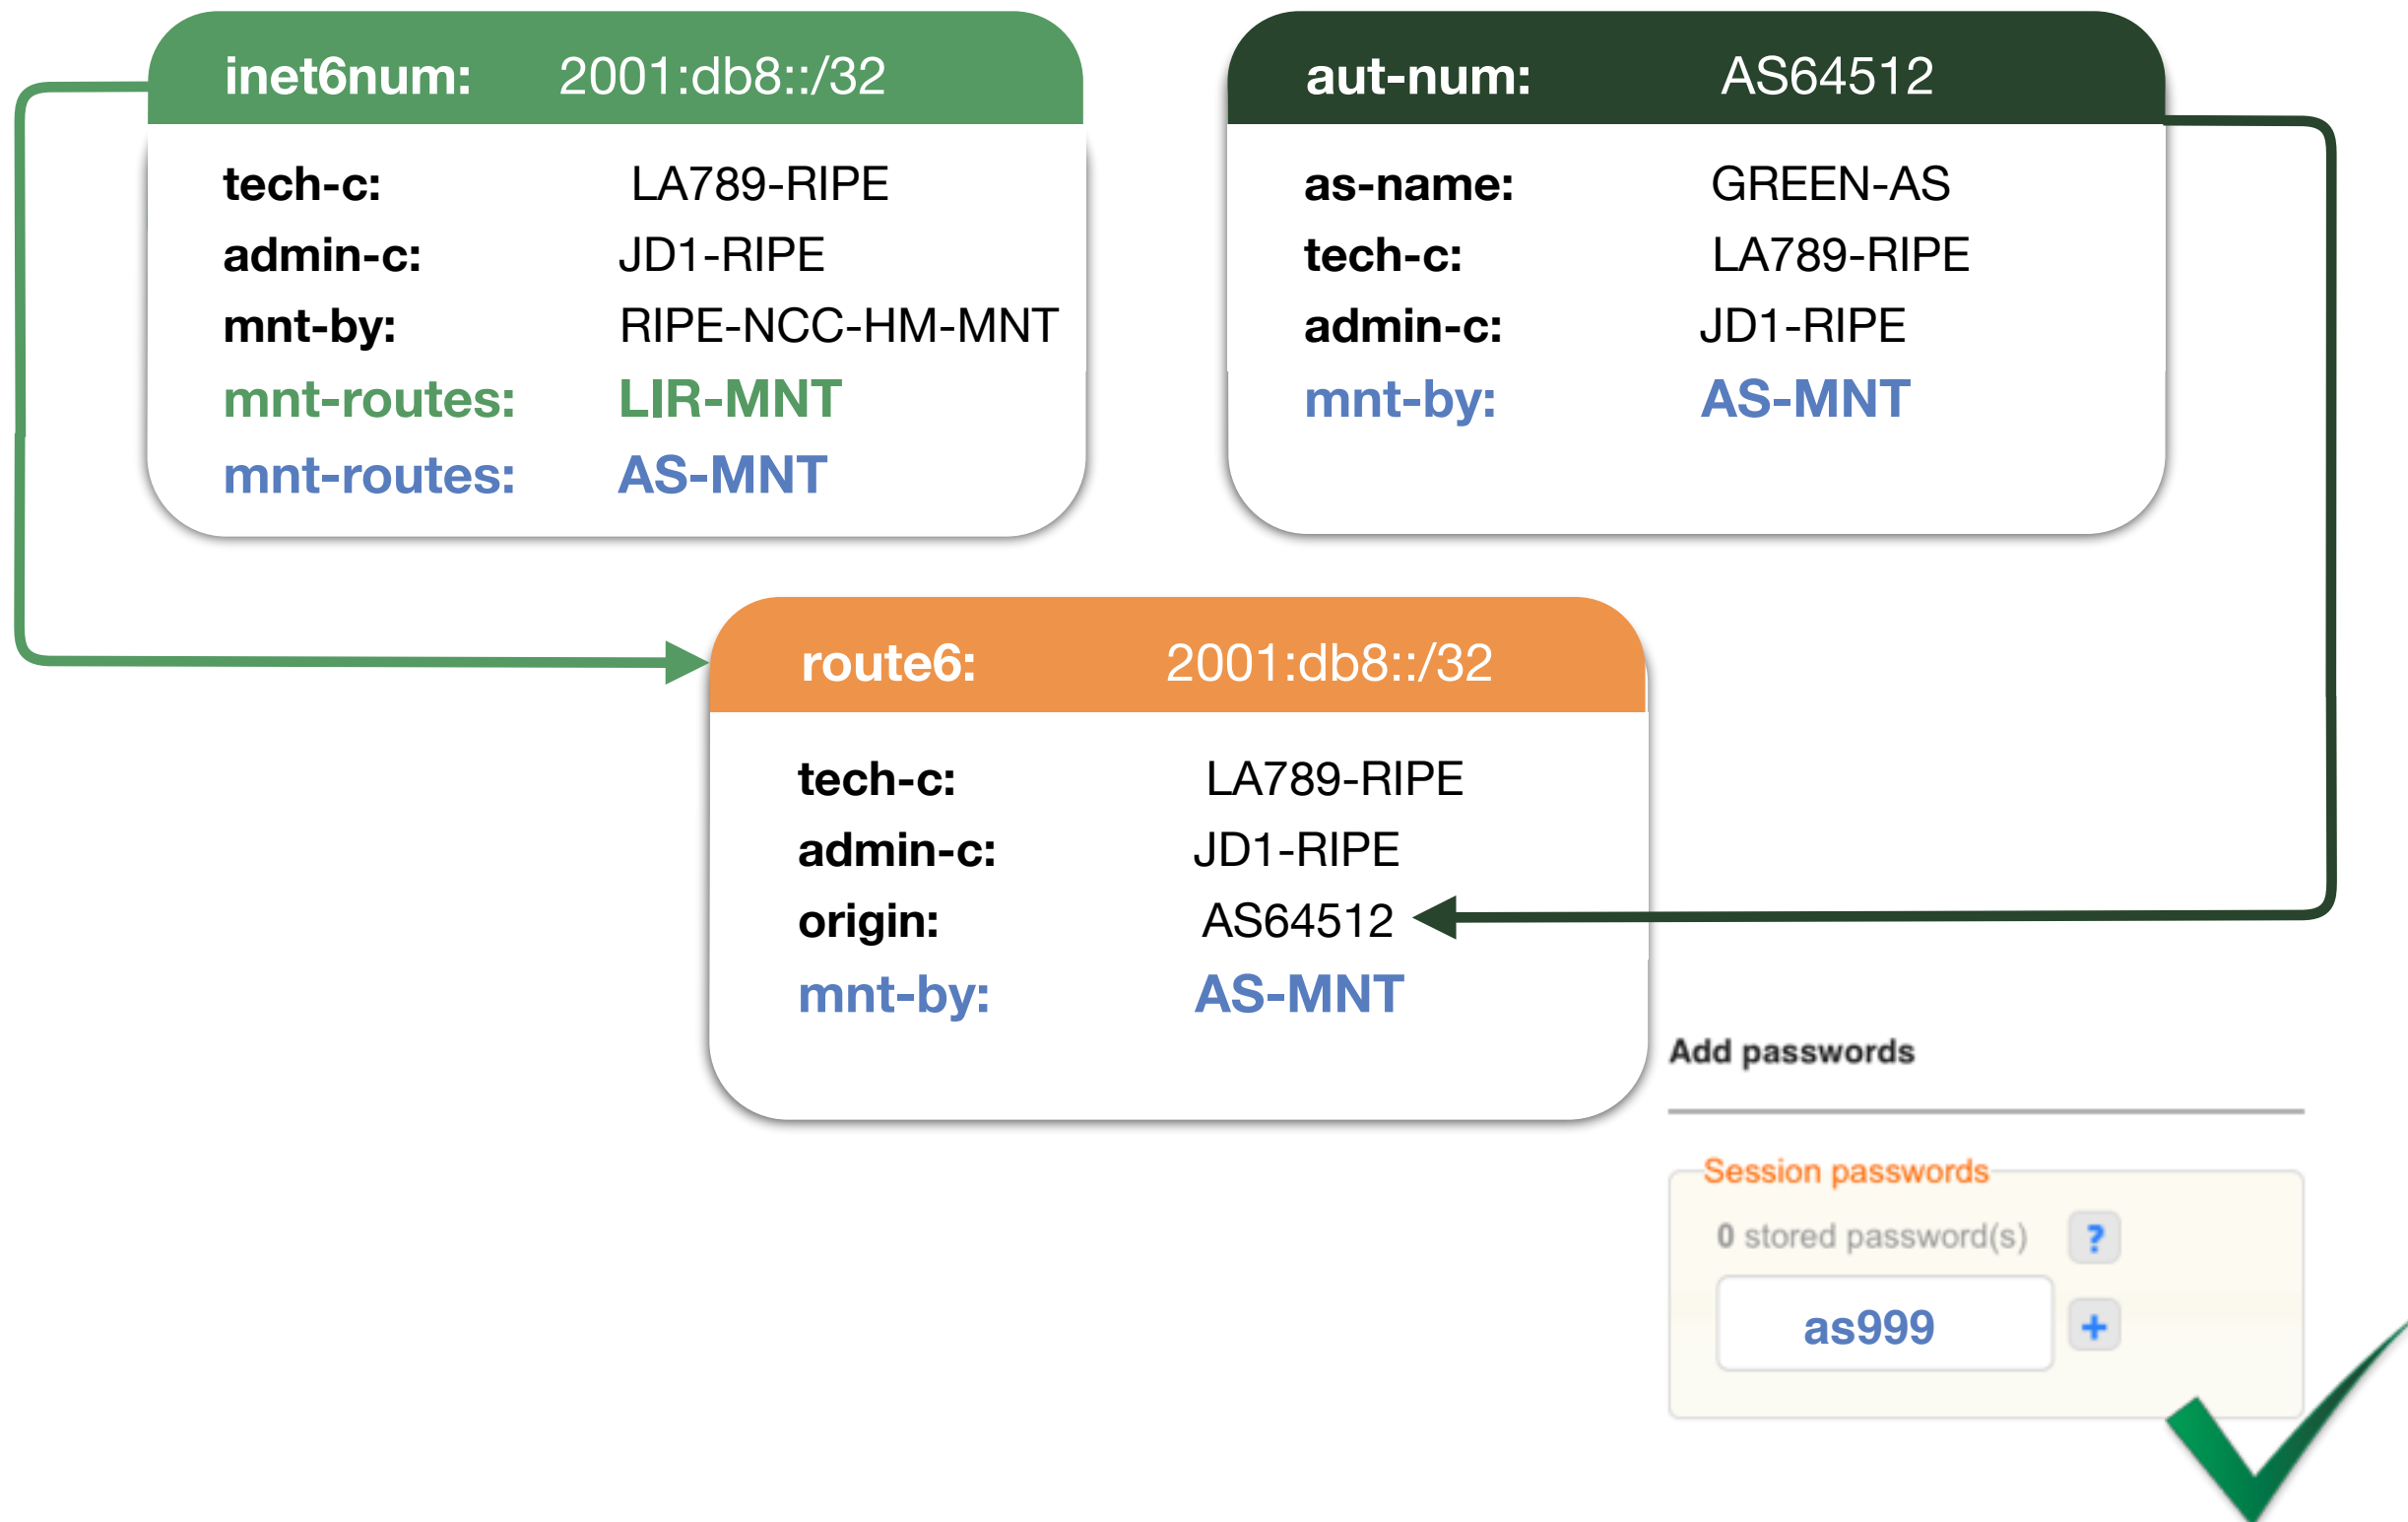 inet6num: 2001:db8::/32
tech-c: LA789-RIPE
admin-c: JD1-RIPE
mnt-by: RIPE-NCC-HM-MNT
mnt-routes: LIR-MNT
mnt-routes: AS-MNT
aut-num: AS64512
as-name: GREEN-AS
tech-c: LA789-RIPE
admin-c: JD1-RIPE
mnt-by: AS-MNT
route6: 2001:db8::/32
tech-c: LA789-RIPE
admin-c: JD1-RIPE
origin: AS64512
mnt-by: AS-MNT
Add passwords
Session passwords
0 stored password(s) ?
as999 +